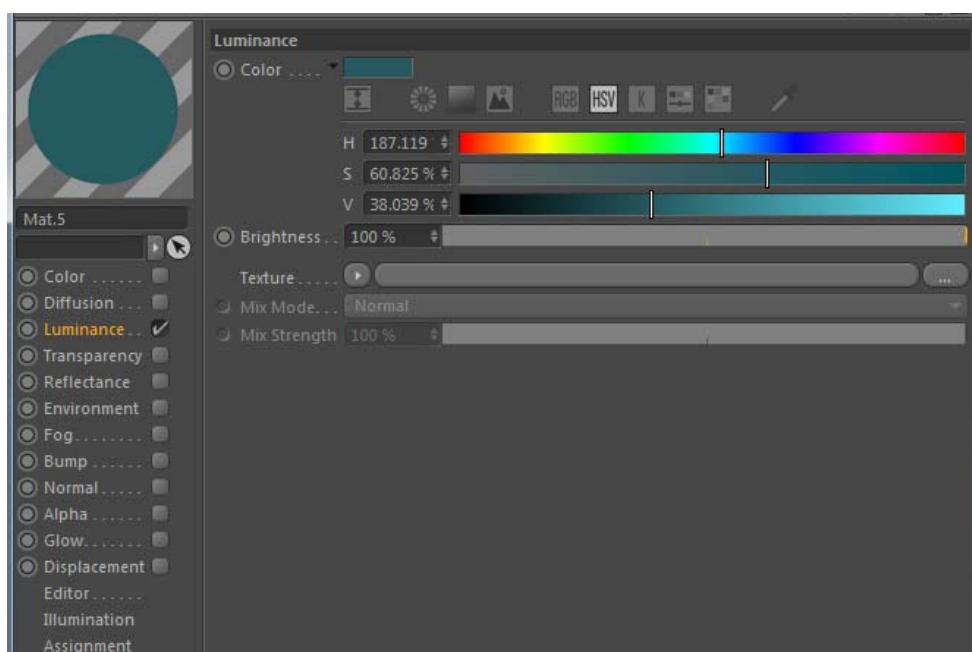 Luminance
Color ....
RGB HSV K
H 187.119
S 60.825 %
V 38.039 %
Mat.5
Brightness . . 100 %
Color ......
Texture..... ...
Diffusion ...
Mix Mode... Normal
Luminance . .
Mix Strength 100 %
Transparency
Reflectance
Environment
Fog........
Bump ......
Normal.....
Alpha ......
Glow.......
Displacement
Editor......
Illumination
Assignment